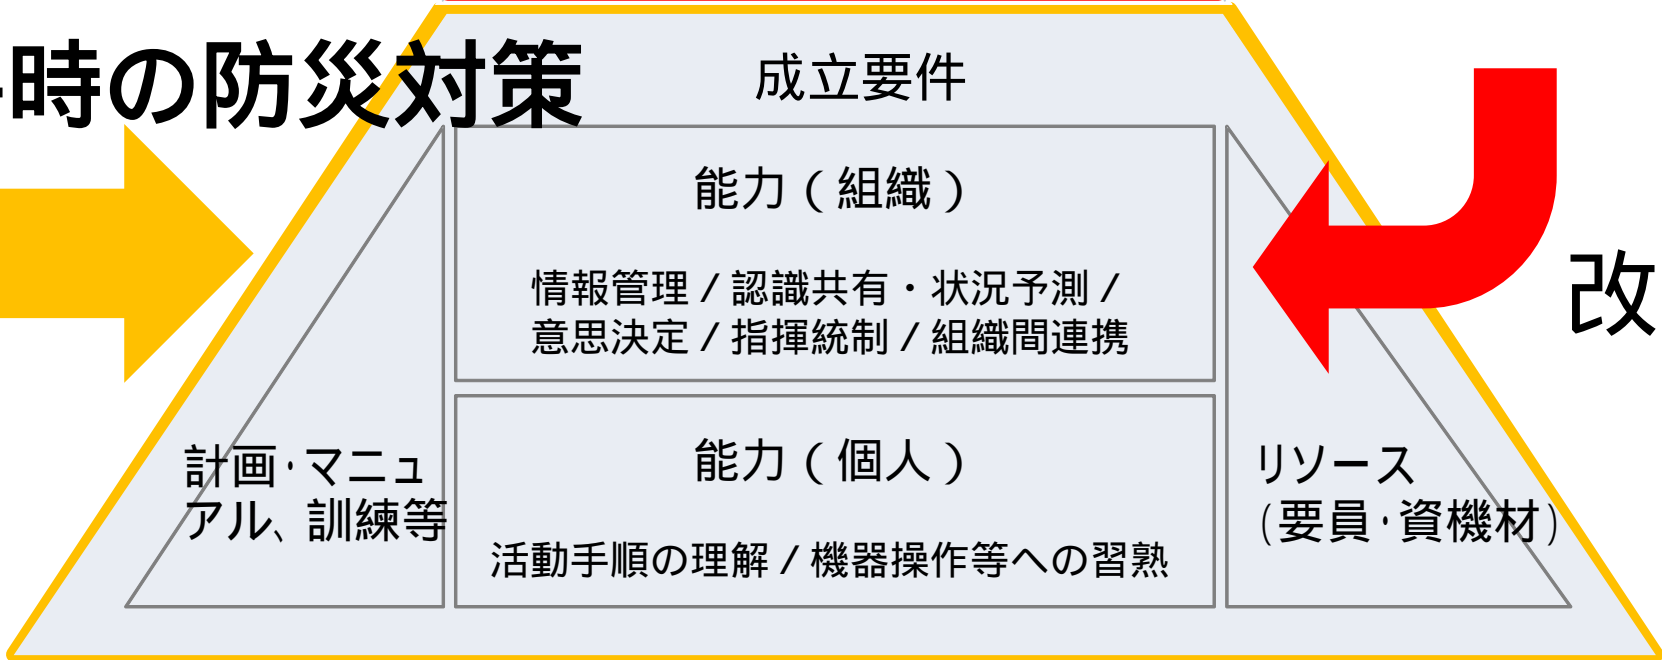 時の防災対策
成立要件
能力（組織）
情報管理／認識共有・状況予測／
意思決定／指揮統制／組織間連携
改
計画・マニュ
アル、訓練等
能力（個人）
活動手順の理解／機器操作等への習熟
リソース
（要員・資機材）